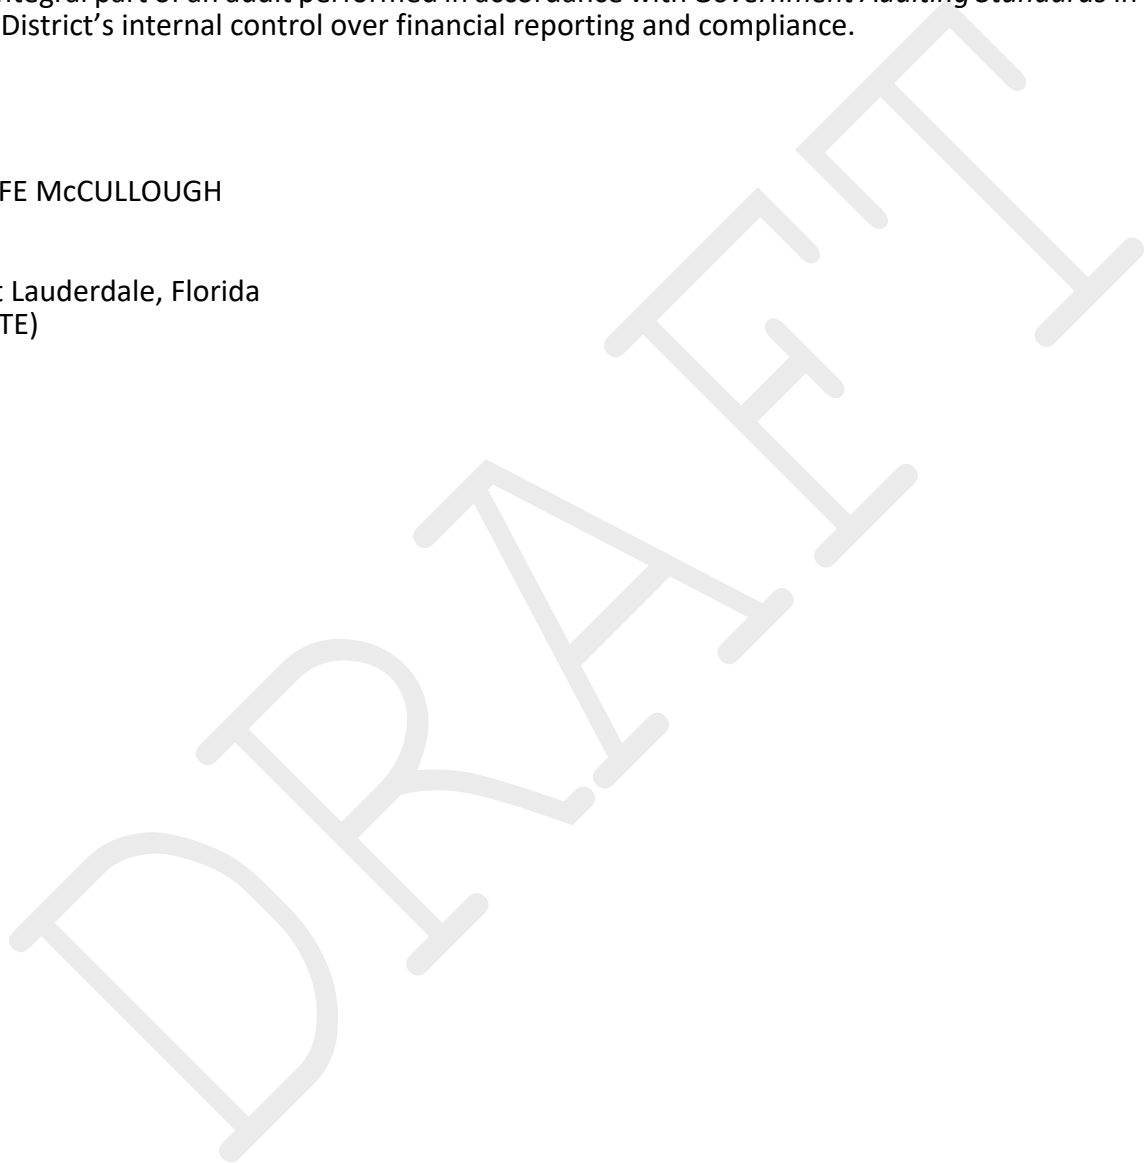 integral part of an audit performed in accordance with Government Auditing Standards in
District’s internal control over financial reporting and compliance.
FE McCULLOUGH
Lauderdale, Florida
TE)
DRAFT